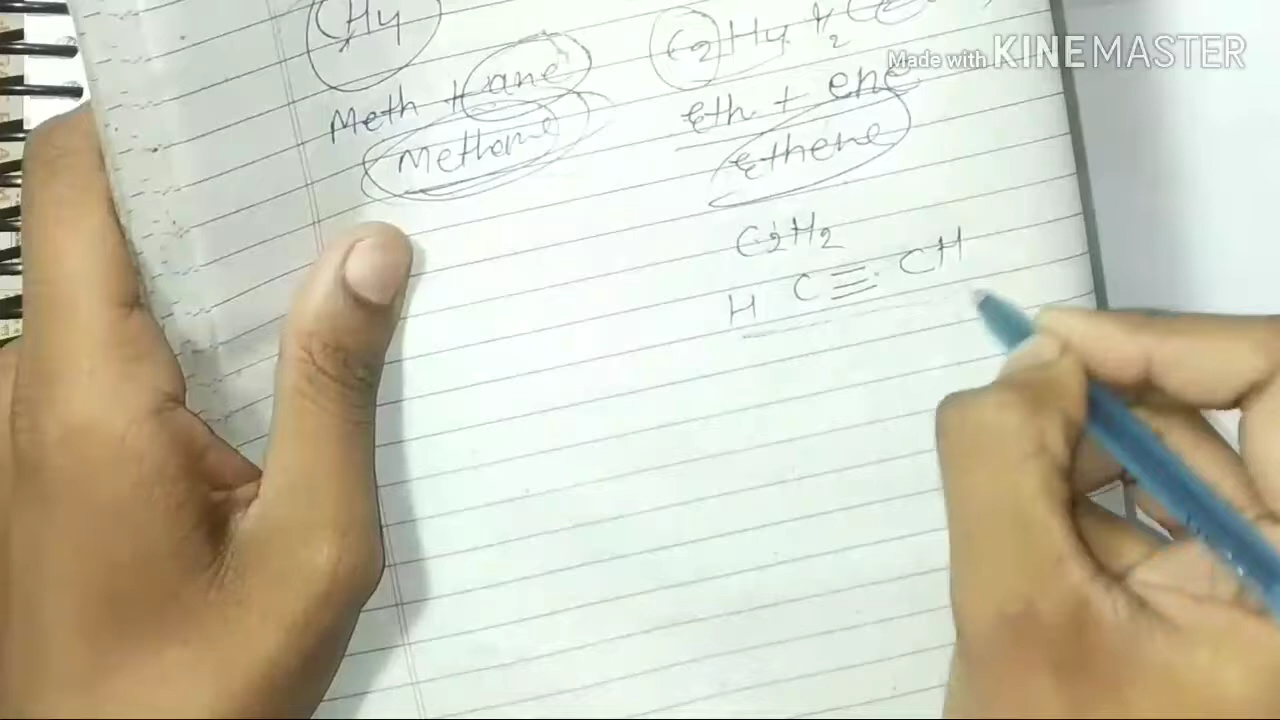 CH4
C2H4
Meth + ane
Methane
Eth + ene
Ethene
C2H2
H C ≡ CH
Made with KINEMASTER